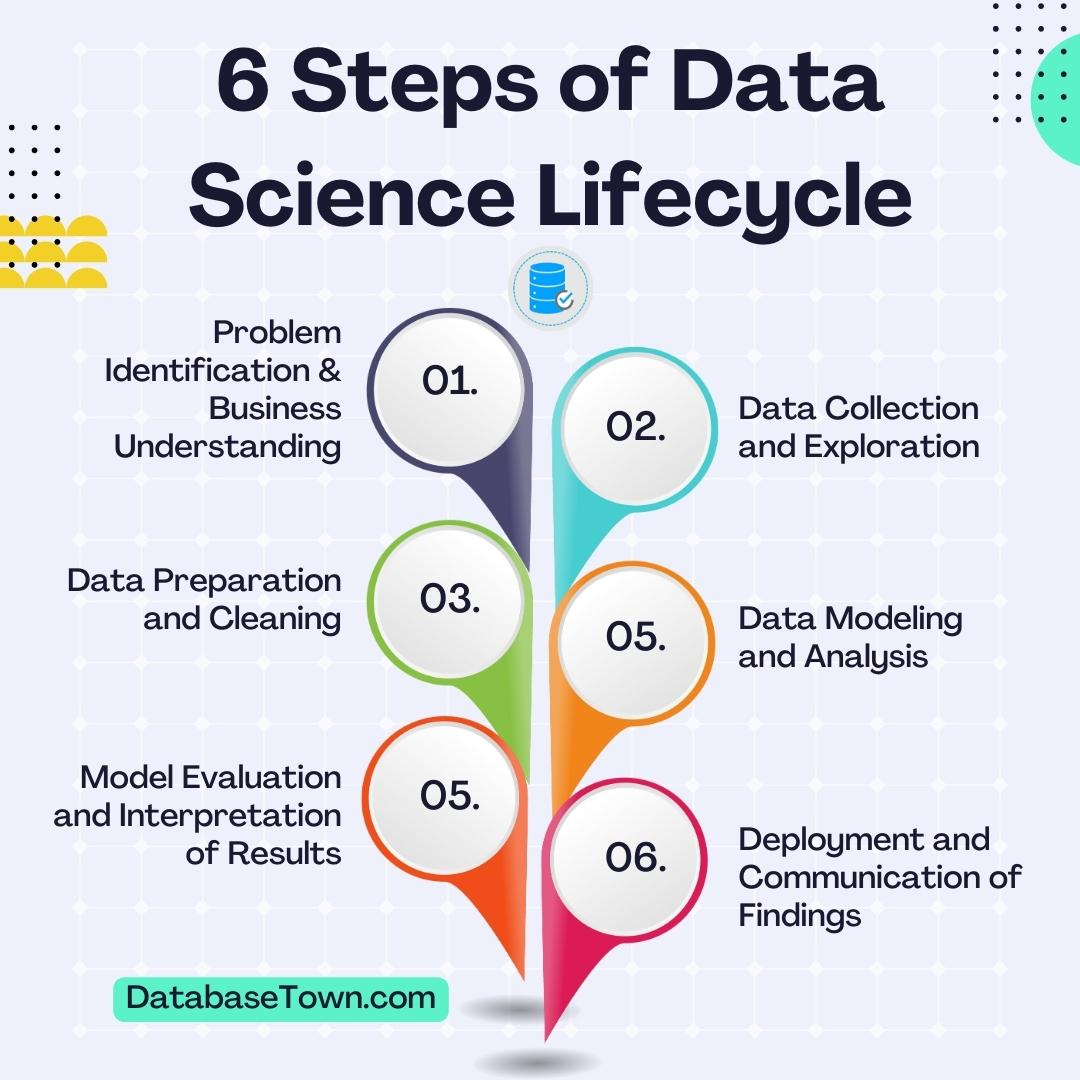 6 Steps of Data
Science Lifecycle
Problem
Identification &
Business
Understanding
01.
02.
Data Collection
and Exploration
Data Preparation
and Cleaning
03.
05.
Data Modeling
and Analysis
Model Evaluation
and Interpretation
of Results
05.
06.
Deployment and
Communication of
Findings
DatabaseTown.com